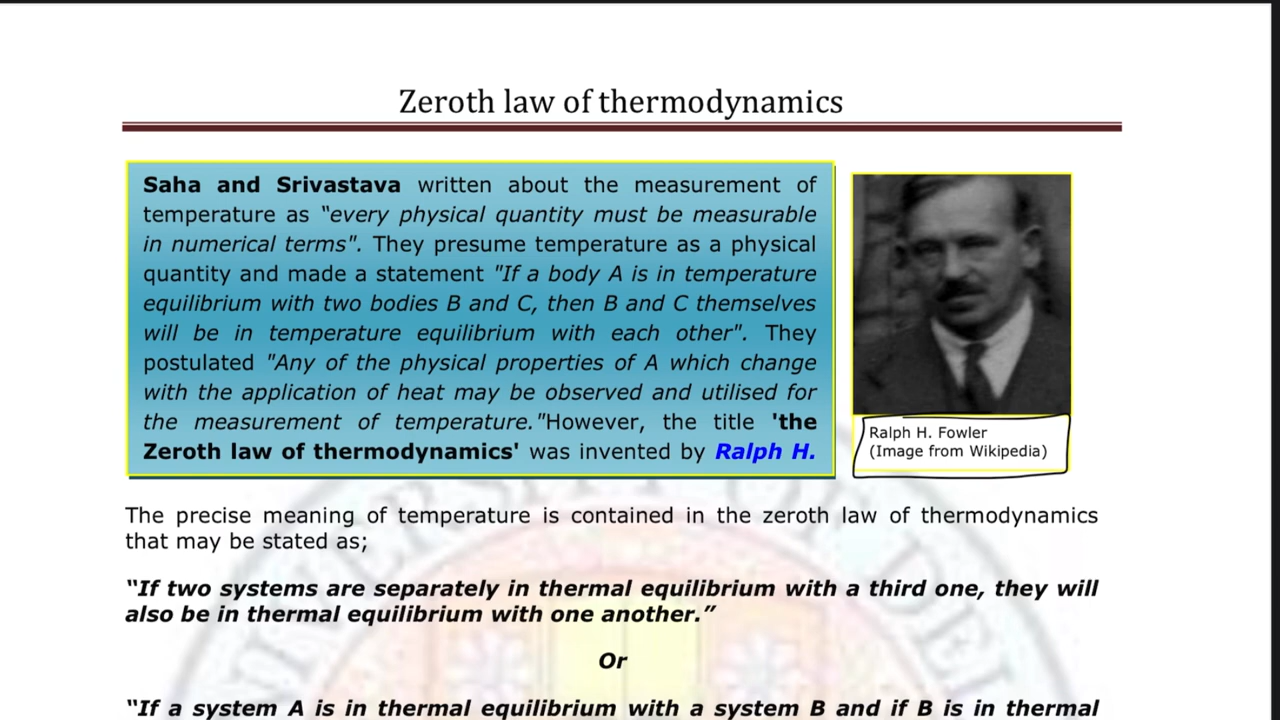 Zeroth law of thermodynamics
Saha and Srivastava written about the measurement of
temperature as “every physical quantity must be measurable
in numerical terms". They presume temperature as a physical
quantity and made a statement "If a body A is in temperature
equilibrium with two bodies B and C, then B and C themselves
will be in temperature equilibrium with each other". They
postulated "Any of the physical properties of A which change
with the application of heat may be observed and utilised for
the measurement of temperature."However, the title 'the
Zeroth law of thermodynamics' was invented by Ralph H.
Ralph H. Fowler
(Image from Wikipedia)
The precise meaning of temperature is contained in the zeroth law of thermodynamics
that may be stated as;
“If two systems are separately in thermal equilibrium with a third one, they will
also be in thermal equilibrium with one another.”
Or
“If a system A is in thermal equilibrium with a system B and if B is in thermal